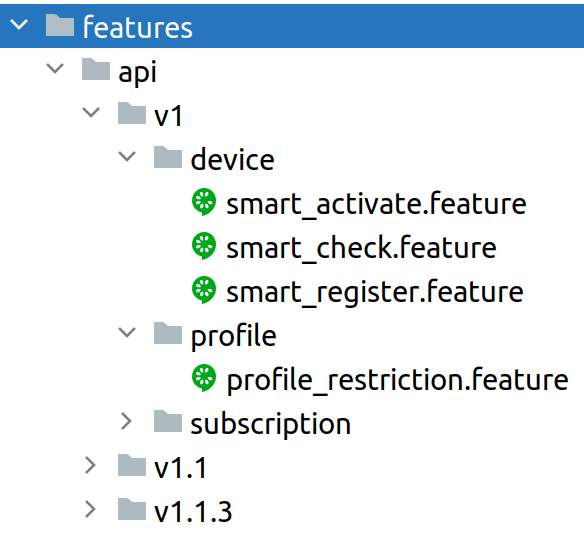 features
api
v1
device
smart_activate.feature
smart_check.feature
smart_register.feature
profile
profile_restriction.feature
subscription
v1.1
v1.1.3